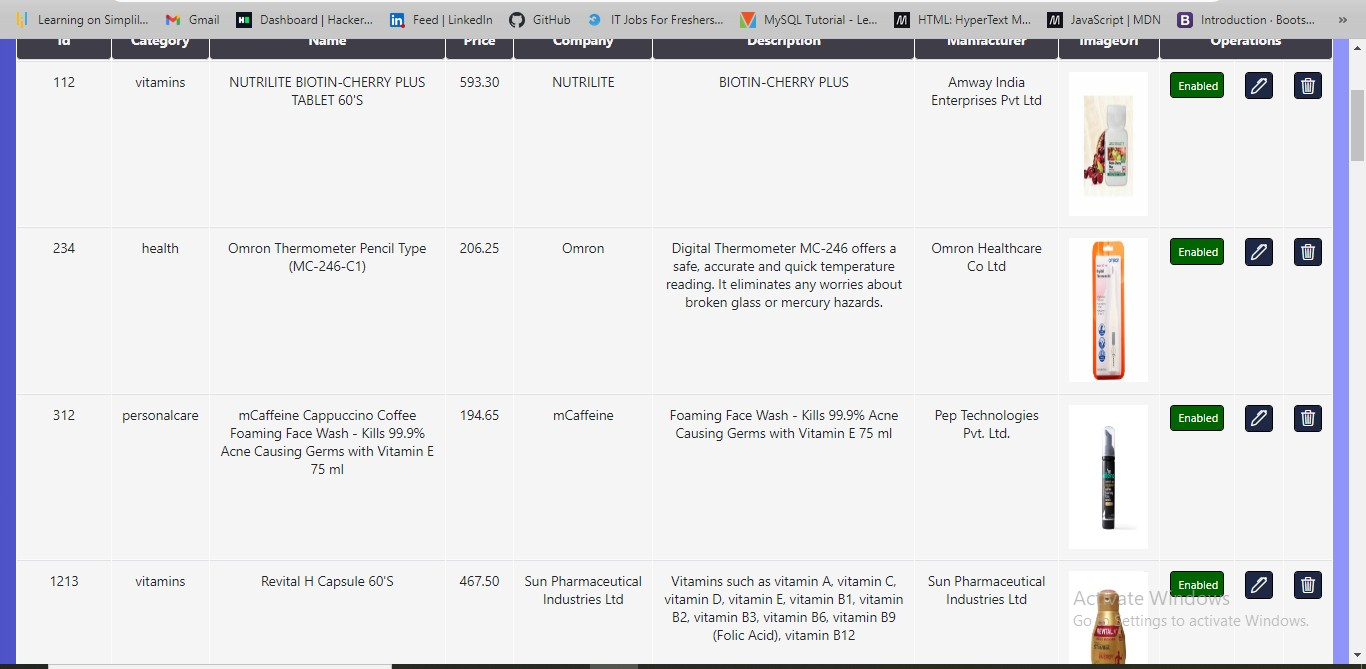 Learning on Simplil...
Gmail
Dashboard | Hacker...
Feed | LinkedIn
GitHub
IT Jobs For Freshers...
MySQL Tutorial - Le...
HTML: HyperText M...
JavaScript | MDN
Introduction · Boots...
»
Id Category Name Price Company Description Manfacturer ImageUrl Operations
112 vitamins NUTRILITE BIOTIN-CHERRY PLUS 593.30 NUTRILITE BIOTIN-CHERRY PLUS Amway India Enabled
TABLET 60'S Enterprises Pvt Ltd
234 health Omron Thermometer Pencil Type 206.25 Omron Digital Thermometer MC-246 offers a Omron Healthcare Enabled
(MC-246-C1) safe, accurate and quick temperature Co Ltd
reading. It eliminates any worries about
broken glass or mercury hazards.
312 personalcare mCaffeine Cappuccino Coffee 194.65 mCaffeine Foaming Face Wash - Kills 99.9% Acne Pep Technologies Enabled
Foaming Face Wash - Kills 99.9% Causing Germs with Vitamin E 75 ml Pvt. Ltd.
Acne Causing Germs with Vitamin E
75 ml
1213 vitamins Revital H Capsule 60'S 467.50 Sun Pharmaceutical Vitamins such as vitamin A, vitamin C, Sun Pharmaceutical Enabled
Industries Ltd vitamin D, vitamin E, vitamin B1, vitamin Industries Ltd
B2, vitamin B3, vitamin B6, vitamin B9
(Folic Acid), vitamin B12
REVITAL
Activate Windows
Go to Settings to activate Windows.